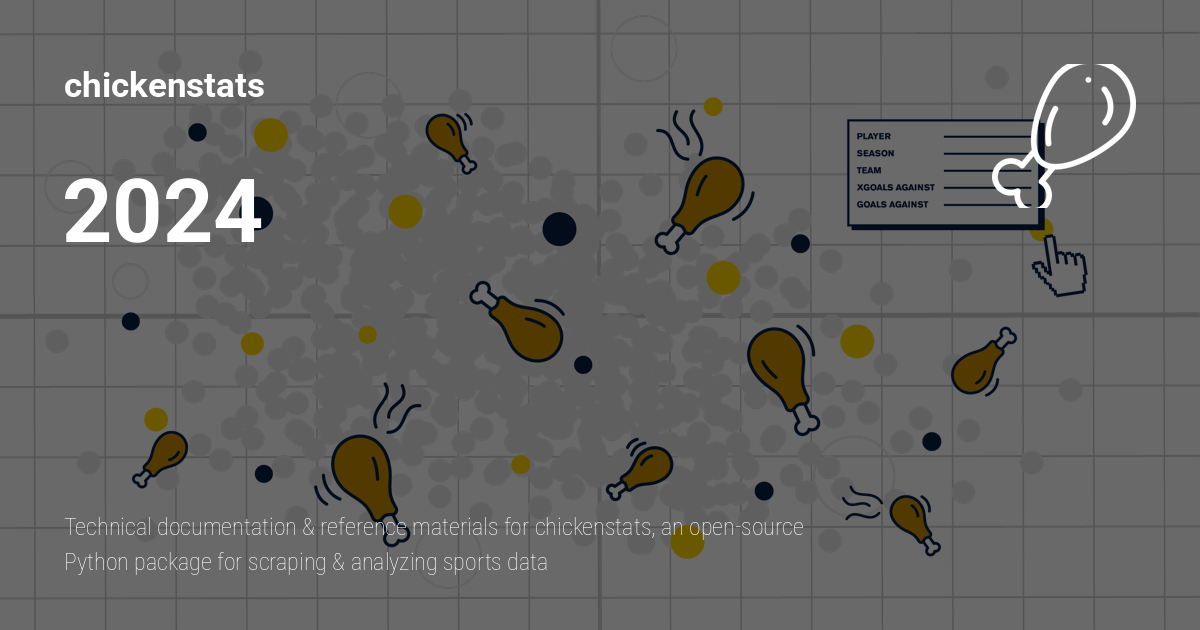 chickenstats
2024
PLAYER
SEASON
TEAM
XGOALS AGAINST
GOALS AGAINST
Technical documentation & reference materials for chickenstats, an open-source
Python package for scraping & analyzing sports data